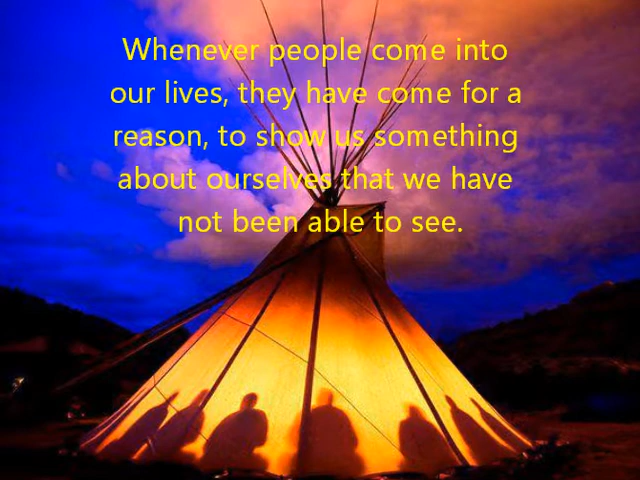 Whenever people come into
our lives, they have come for a
reason, to show us something
about ourselves that we have
not been able to see.